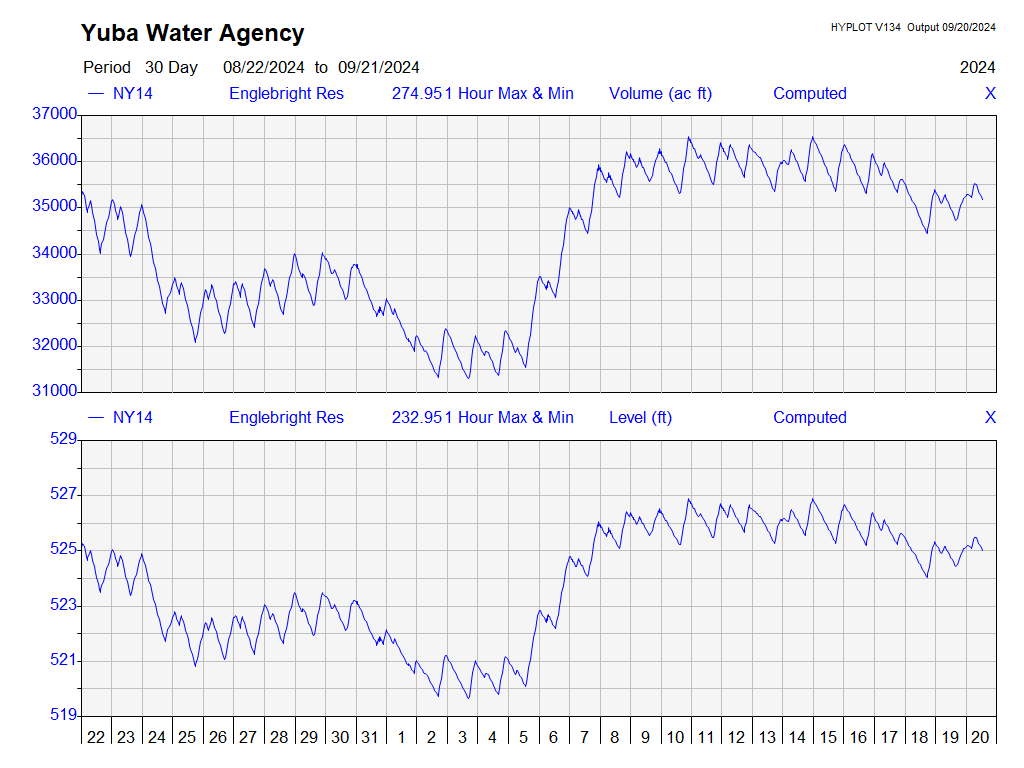 Yuba Water Agency
HYPLOT V134 Output 09/20/2024
Period 30 Day 08/22/2024 to 09/21/2024
2024
NY14 Englebright Res 274.951 Hour Max & Min Volume (ac ft) Computed X
37000
36000
35000
34000
33000
32000
31000
NY14 Englebright Res 232.951 Hour Max & Min Level (ft) Computed X
529
527
525
523
521
519
22 23 24 25 26 27 28 29 30 31 1 2 3 4 5 6 7 8 9 10 11 12 13 14 15 16 17 18 19 20